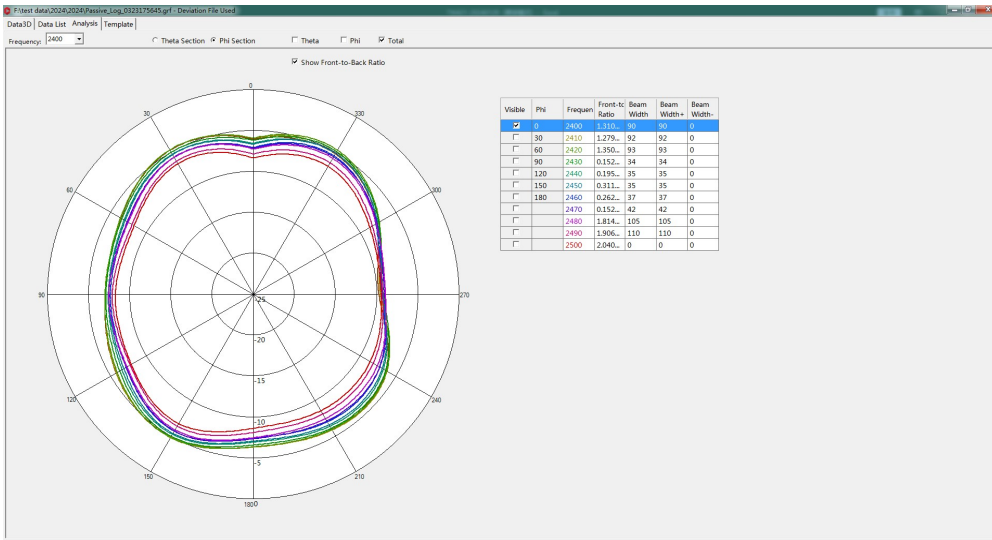 F:\test data\2024\2024\Passive_Log_0323175645.grf - Deviation File Used
Data3D Data List Analysis Template
Frequency: 2400 Theta Section Phi Section Theta Phi Total
Show Front-to-Back Ratio
0
30 330
60 300
90 270
120 240
150 210
180
-25
-20
-15
-10
-5
0
Visible Phi Frequen Front-tc Ratio Beam Width Beam Width+ Beam Width-
0 2400 1.310... 90 90 0
30 2410 1.279... 92 92 0
60 2420 1.350... 93 93 0
90 2430 0.152... 34 34 0
120 2440 0.195... 35 35 0
150 2450 0.311... 35 35 0
180 2460 0.262... 37 37 0
2470 0.152... 42 42 0
2480 1.814... 105 105 0
2490 1.906... 110 110 0
2500 2.040... 0 0 0